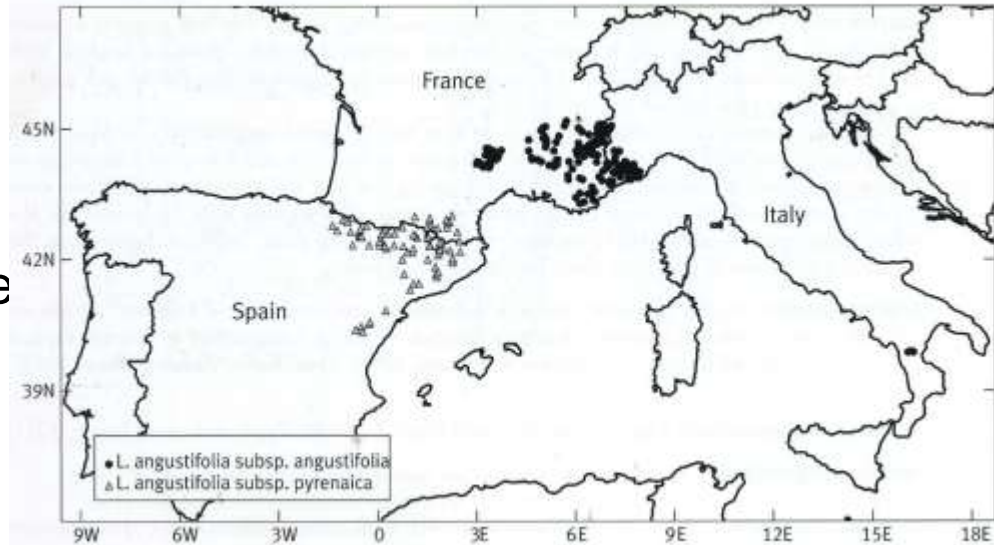 France
45N
Italy
42N
g
Spain
39N
● L. angustifolia subsp. angustifolia
△ L. angustifolia subsp. pyrenaica
9W 6W 3W 0 3E 6E 9E 12E 15E 18E